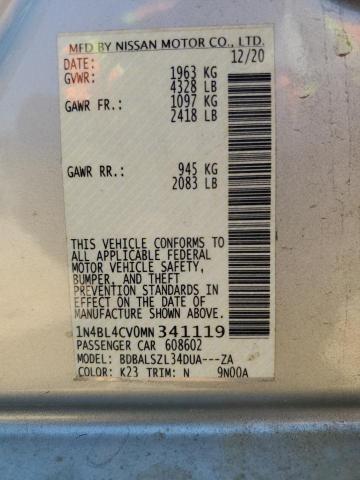 MFD BY NISSAN MOTOR CO., LTD.
DATE: 12/20
GVWR: 1963 KG
4328 LB
GAWR FR.: 1097 KG
2418 LB
GAWR RR.: 945 KG
2083 LB
THIS VEHICLE CONFORMS TO
ALL APPLICABLE FEDERAL
MOTOR VEHICLE SAFETY,
BUMPER, AND THEFT
PREVENTION STANDARDS IN
EFFECT ON THE DATE OF
MANUFACTURE SHOWN ABOVE.
1N4BL4CV0MN 341119
PASSENGER CAR 608602
MODEL: BDBALSZL34DUA---ZA
COLOR: K23 TRIM: N 9N00A